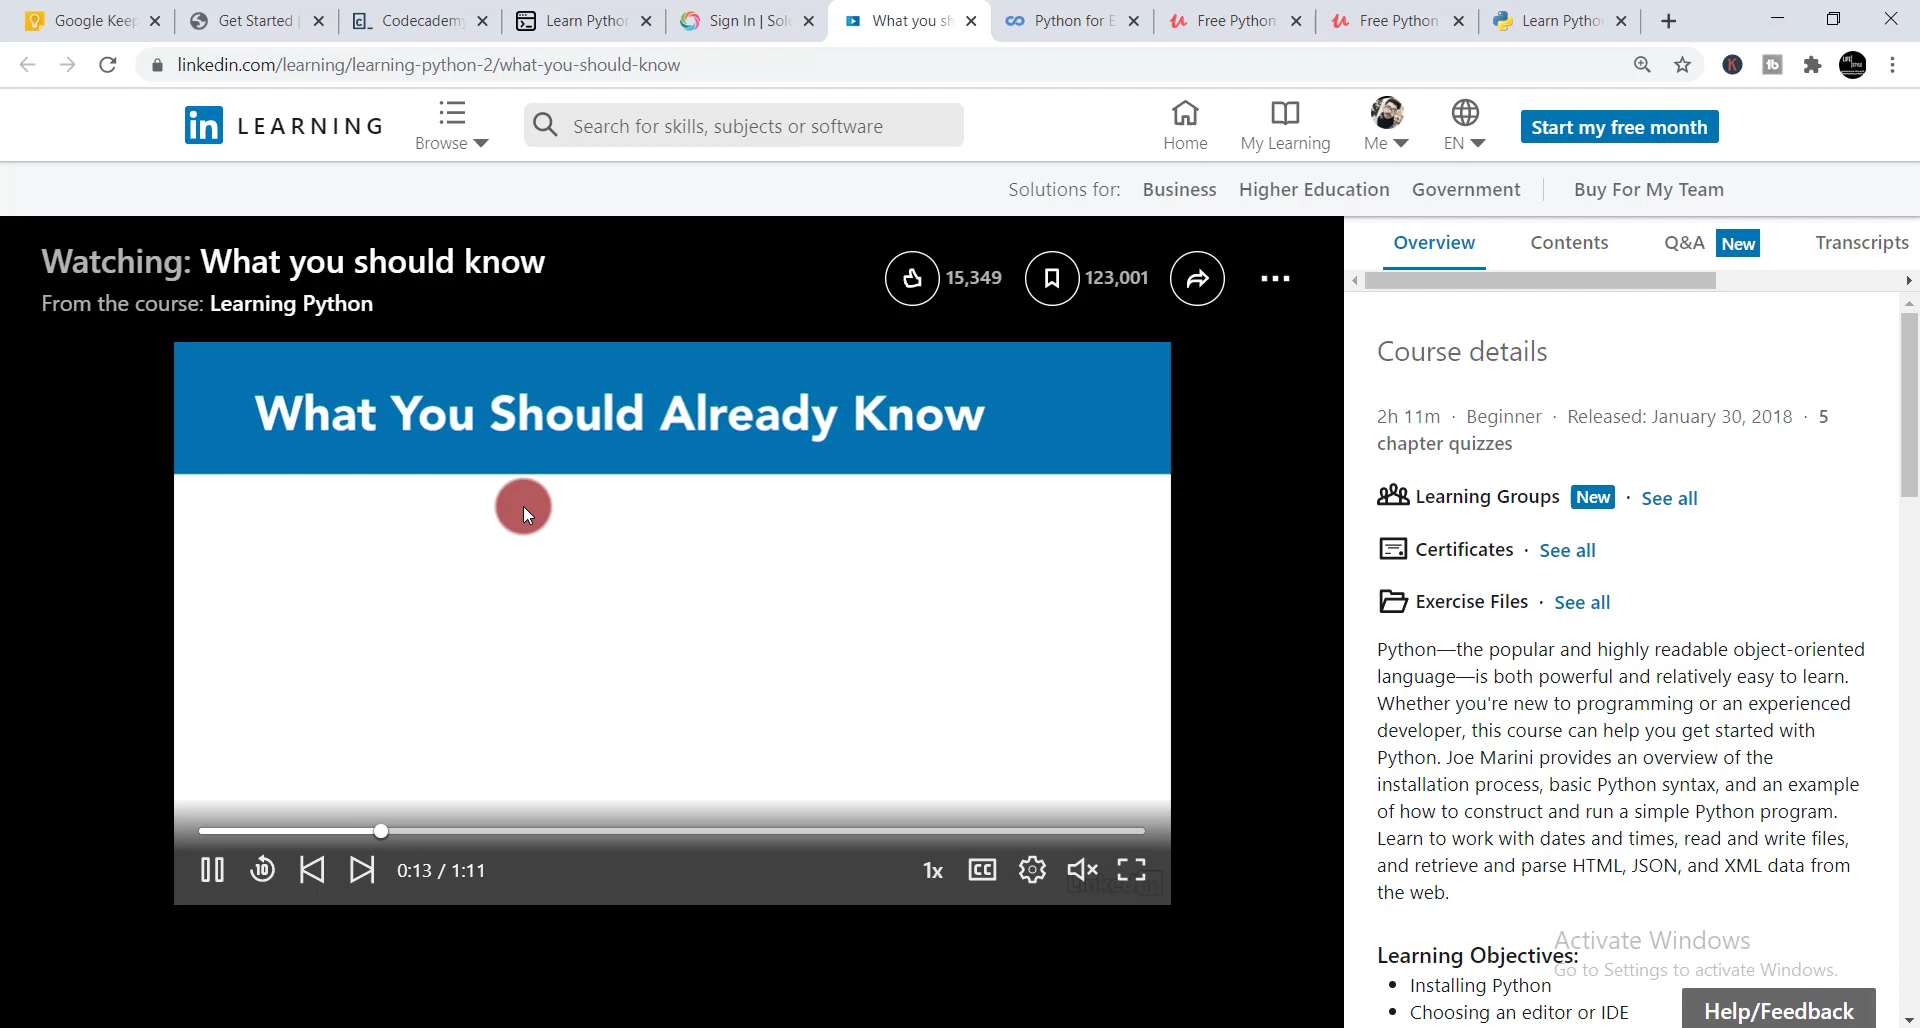 Google Keep
Get Started
Codecademy
Learn Python
Sign In | Solo
What you sh
Python for E
Free Python
Free Python
Learn Python
linkedin.com/learning/learning-python-2/what-you-should-know
in LEARNING
Browse
Search for skills, subjects or software
Home
My Learning
Me
EN
Start my free month
Solutions for: Business Higher Education Government Buy For My Team
Watching: What you should know
From the course: Learning Python
15,349
123,001
Overview Contents Q&A New Transcripts
What You Should Already Know
0:13 / 1:11
1x
CC
Course details
2h 11m · Beginner · Released: January 30, 2018 · 5
chapter quizzes
Learning Groups New · See all
Certificates · See all
Exercise Files · See all
Python—the popular and highly readable object-oriented
language—is both powerful and relatively easy to learn.
Whether you're new to programming or an experienced
developer, this course can help you get started with
Python. Joe Marini provides an overview of the
installation process, basic Python syntax, and an example
of how to construct and run a simple Python program.
Learn to work with dates and times, read and write files,
and retrieve and parse HTML, JSON, and XML data from
the web.
Activate Windows
Go to Settings to activate Windows.
Learning Objectives:
• Installing Python
• Choosing an editor or IDE
Help/Feedback